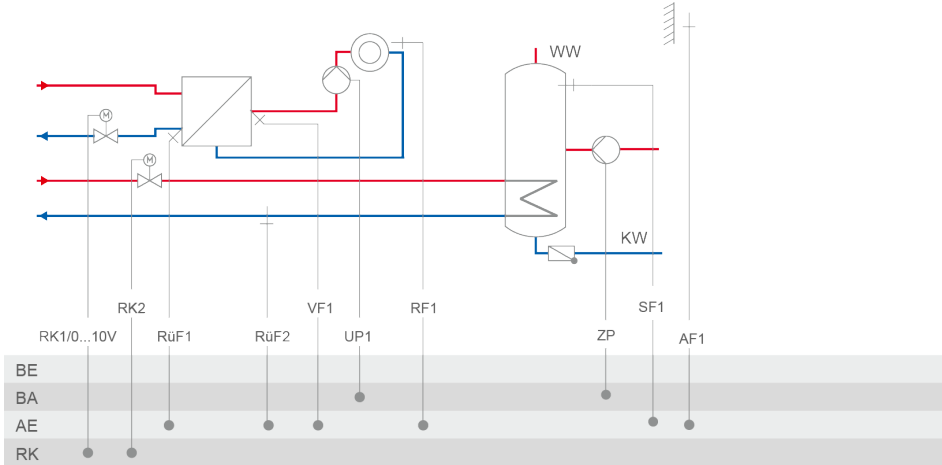 WW
M
M
KW
RK2
VF1
RF1
SF1
RK1/0...10V
RüF1
RüF2
UP1
ZP
AF1
BE
BA
AE
RK